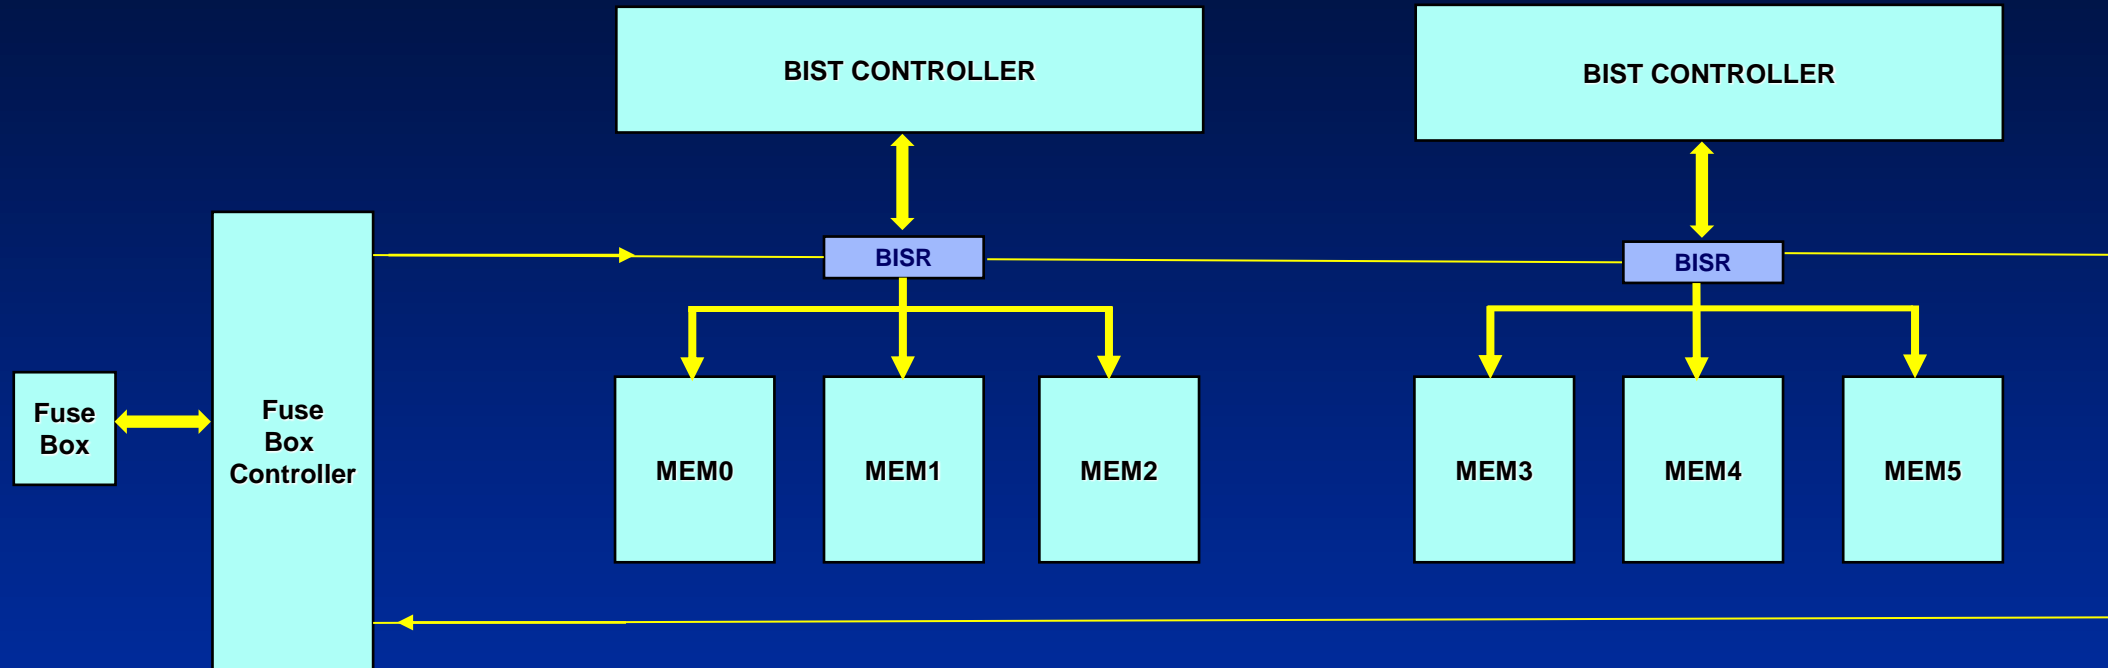 BIST CONTROLLER
BIST CONTROLLER
BISR
BISR
Fuse
Box
Fuse
Box
Controller
MEM0
MEM1
MEM2
MEM3
MEM4
MEM5